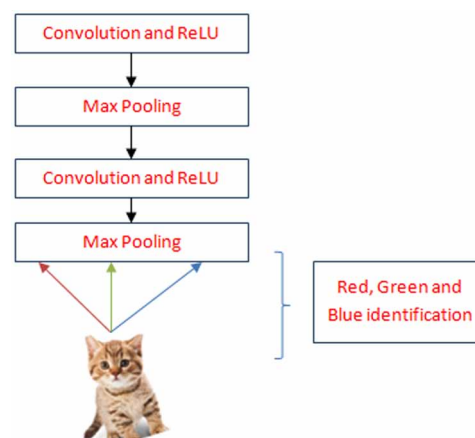 Convolution and ReLU
Max Pooling
Convolution and ReLU
Max Pooling
Red, Green and
Blue identification